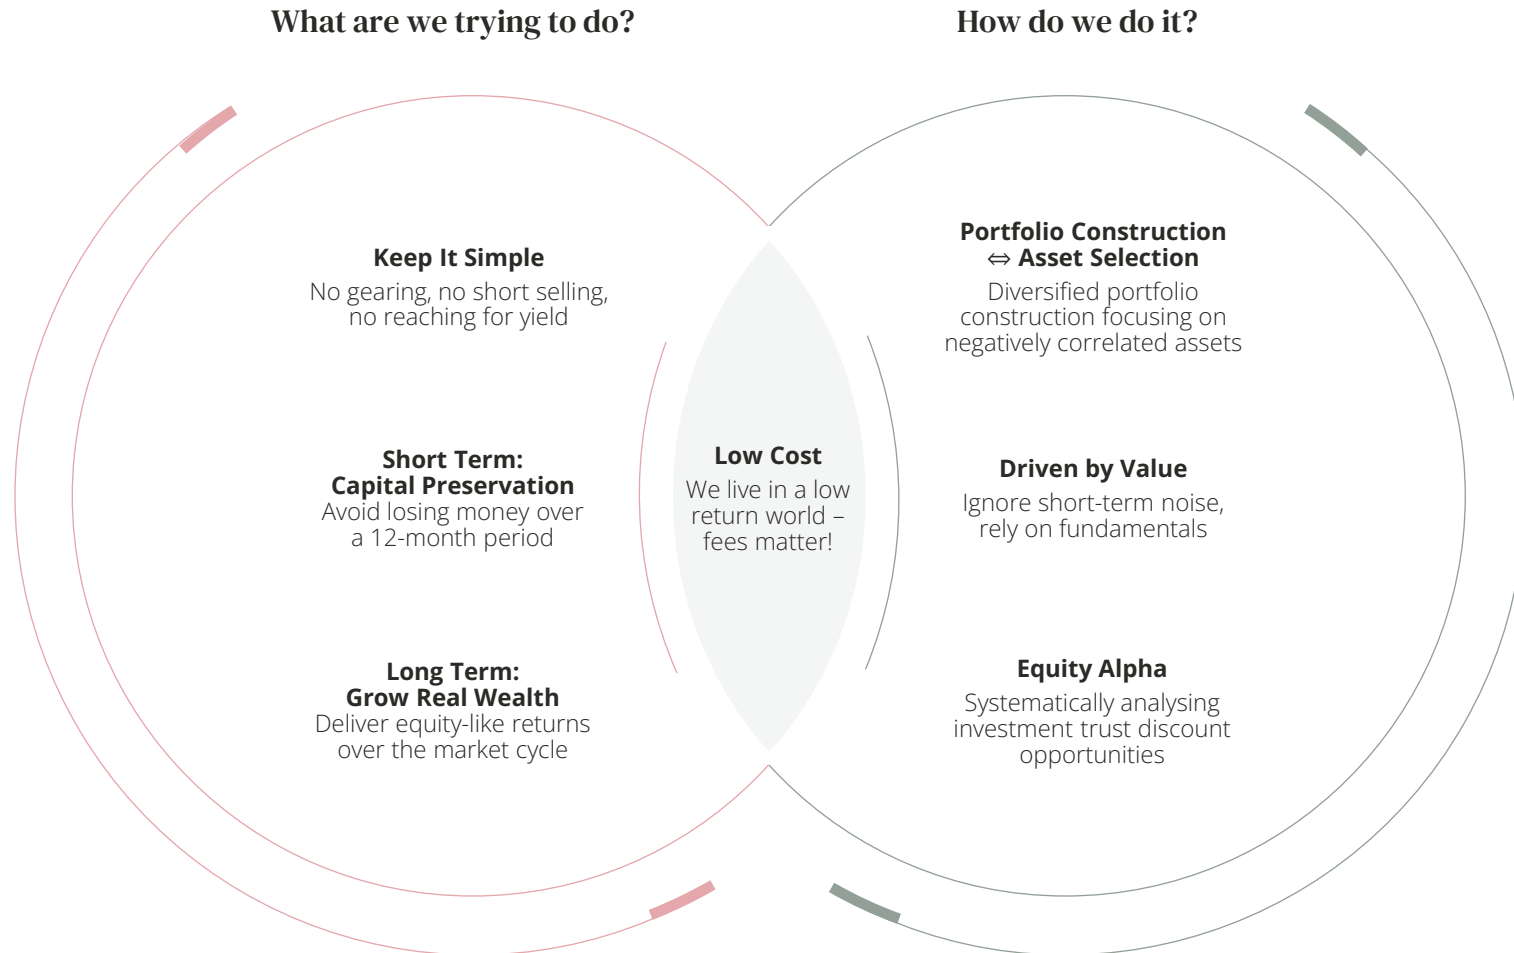 What are we trying to do?
How do we do it?
Keep It Simple
No gearing, no short selling,
no reaching for yield
Short Term:
Capital Preservation
Avoid losing money over
a 12-month period
Long Term:
Grow Real Wealth
Deliver equity-like returns
over the market cycle
Low Cost
We live in a low
return world –
fees matter!
Portfolio Construction
⇔ Asset Selection
Diversified portfolio
construction focusing on
negatively correlated assets
Driven by Value
Ignore short-term noise,
rely on fundamentals
Equity Alpha
Systematically analysing
investment trust discount
opportunities